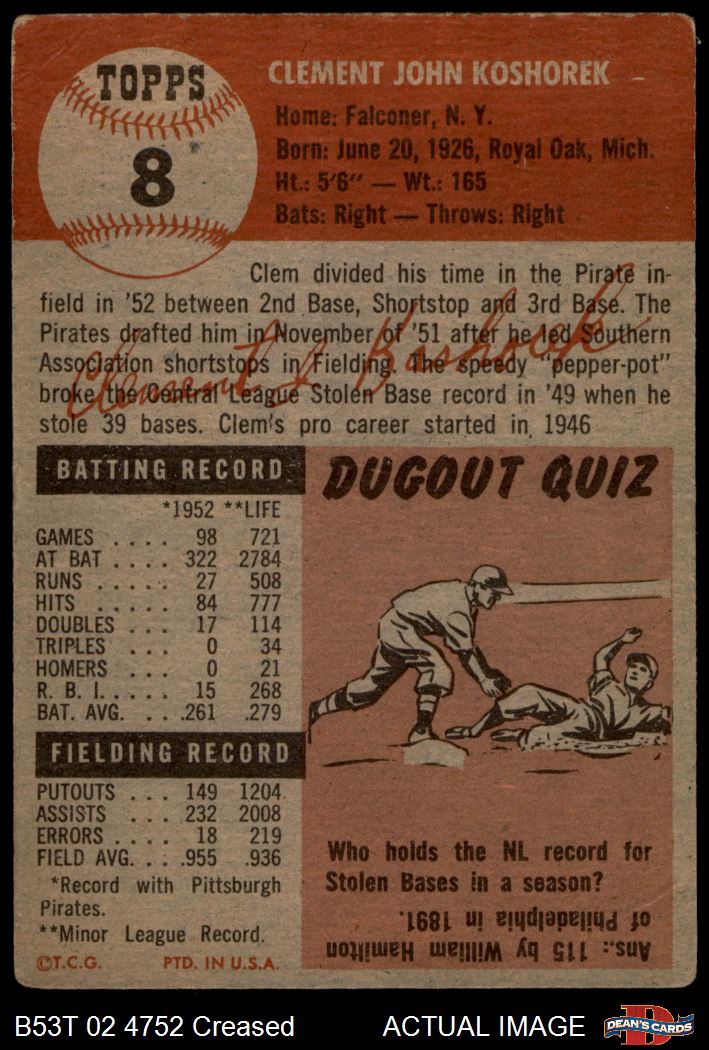 TOPPS
8
CLEMENT JOHN KOSHOREK
Home: Falconer, N. Y.
Born: June 20, 1926, Royal Oak, Mich.
Ht.: 5'6" — Wt.: 165
Bats: Right — Throws: Right
Clem divided his time in the Pirate in-
field in '52 between 2nd Base, Shortstop and 3rd Base. The
Pirates drafted him in November of '51 after he led Southern
Association shortstops in Fielding. The speedy "pepper-pot"
broke the central League Stolen Base record in '49 when he
stole 39 bases. Clem's pro career started in 1946
Clement J. Koshorek
BATTING RECORD
*1952 **LIFE
GAMES .... 98 721
AT BAT .... 322 2784
RUNS ..... 27 508
HITS ..... 84 777
DOUBLES ... 17 114
TRIPLES ... 0 34
HOMERS ... 0 21
R. B. I. .... 15 268
BAT. AVG. ... .261 .279
FIELDING RECORD
PUTOUTS ... 149 1204
ASSISTS ... 232 2008
ERRORS .... 18 219
FIELD AVG. ... .955 .936
*Record with Pittsburgh
Pirates.
**Minor League Record.
©T.C.G. PTD. IN U.S.A.
DUGOUT QUIZ
Who holds the NL record for
Stolen Bases in a season?
Ans.: 115 by William Hamilton
of Philadelphia in 1891.
B53T 02 4752 Creased
ACTUAL IMAGE
D
DEAN'S CARDS